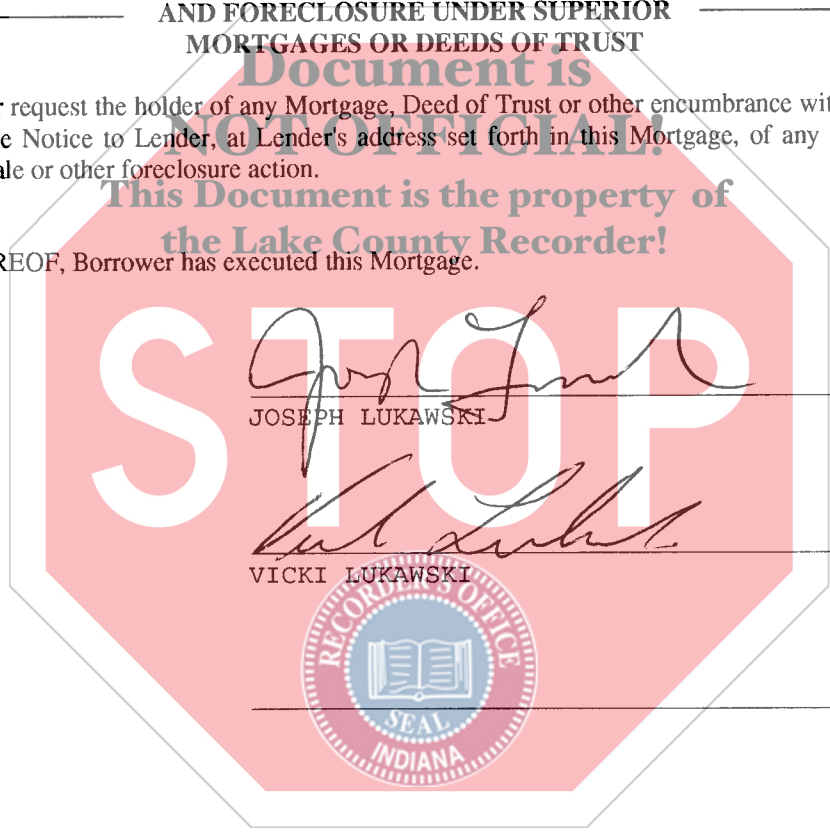 AND FORECLOSURE UNDER SUPERIOR
MORTGAGES OR DEEDS OF TRUST
Document is
r request the holder of any Mortgage, Deed of Trust or other encumbrance wit
NOT OFFICIAL!
e Notice to Lender, at Lender's address set forth in this Mortgage, of any
ale or other foreclosure action.
This Document is the property of
the Lake County Recorder!
REOF, Borrower has executed this Mortgage.
STOP
JOSEPH LUKAWSKI
VICKI LUKAWSKI
RECORDER'S OFFICE
SEAL
INDIANA